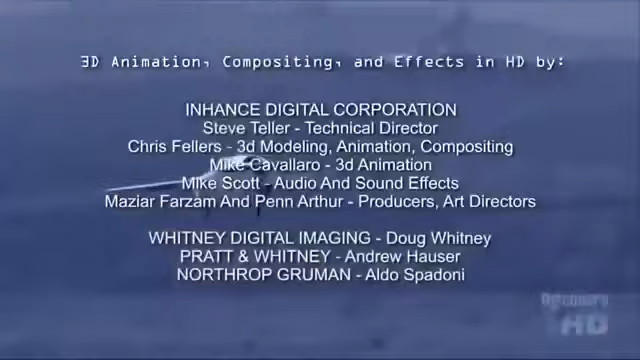 3D Animation, Compositing, and Effects in HD by:
INHANCE DIGITAL CORPORATION
Steve Teller - Technical Director
Chris Fellers - 3d Modeling, Animation, Compositing
Mike Cavallaro - 3d Animation
Mike Scott - Audio And Sound Effects
Maziar Farzam And Penn Arthur - Producers, Art Directors
WHITNEY DIGITAL IMAGING - Doug Whitney
PRATT & WHITNEY - Andrew Hauser
NORTHROP GRUMAN - Aldo Spadoni
Discovery
HD